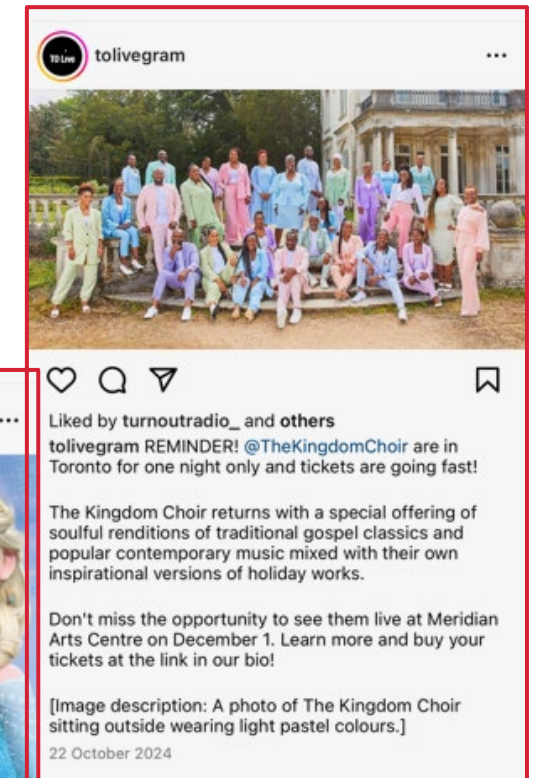 TO Live
tolivegram
Liked by turnoutradio_ and others
tolivegram REMINDER! @TheKingdomChoir are in
Toronto for one night only and tickets are going fast!
The Kingdom Choir returns with a special offering of
soulful renditions of traditional gospel classics and
popular contemporary music mixed with their own
inspirational versions of holiday works.
Don't miss the opportunity to see them live at Meridian
Arts Centre on December 1. Learn more and buy your
tickets at the link in our bio!
[Image description: A photo of The Kingdom Choir
sitting outside wearing light pastel colours.]
22 October 2024